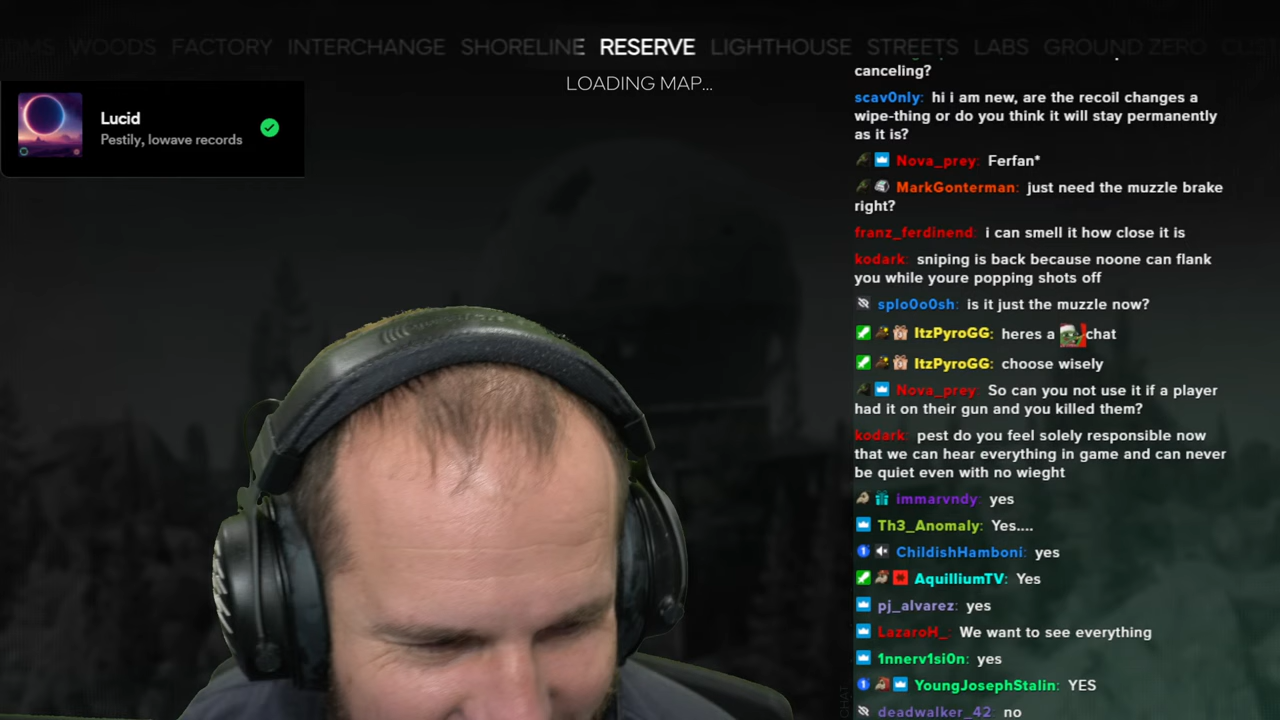 WOODS FACTORY INTERCHANGE SHORELINE RESERVE LIGHTHOUSE STREETS LABS GROUND ZERO
LOADING MAP...
Lucid
Pestily, lowave records
canceling?
scav0nly: hi i am new, are the recoil changes a
wipe-thing or do you think it will stay permanently
as it is?
Nova_prey: Ferfan*
MarkGonterman: just need the muzzle brake
right?
franz_ferdinend: i can smell it how close it is
kodark: sniping is back because noone can flank
you while youre popping shots off
splo0o0sh: is it just the muzzle now?
ItzPyroGG: heres a chat
ItzPyroGG: choose wisely
Nova_prey: So can you not use it if a player
had it on their gun and you killed them?
kodark: pest do you feel solely responsible now
that we can hear everything in game and can never
be quiet even with no wieght
immarvndy: yes
Th3_Anomaly: Yes....
ChildishHamboni: yes
AquilliumTV: Yes
pj_alvarez: yes
LazaroH_: We want to see everything
1nnerv1si0n: yes
YoungJosephStalin: YES
deadwalker_42 no
CHAT